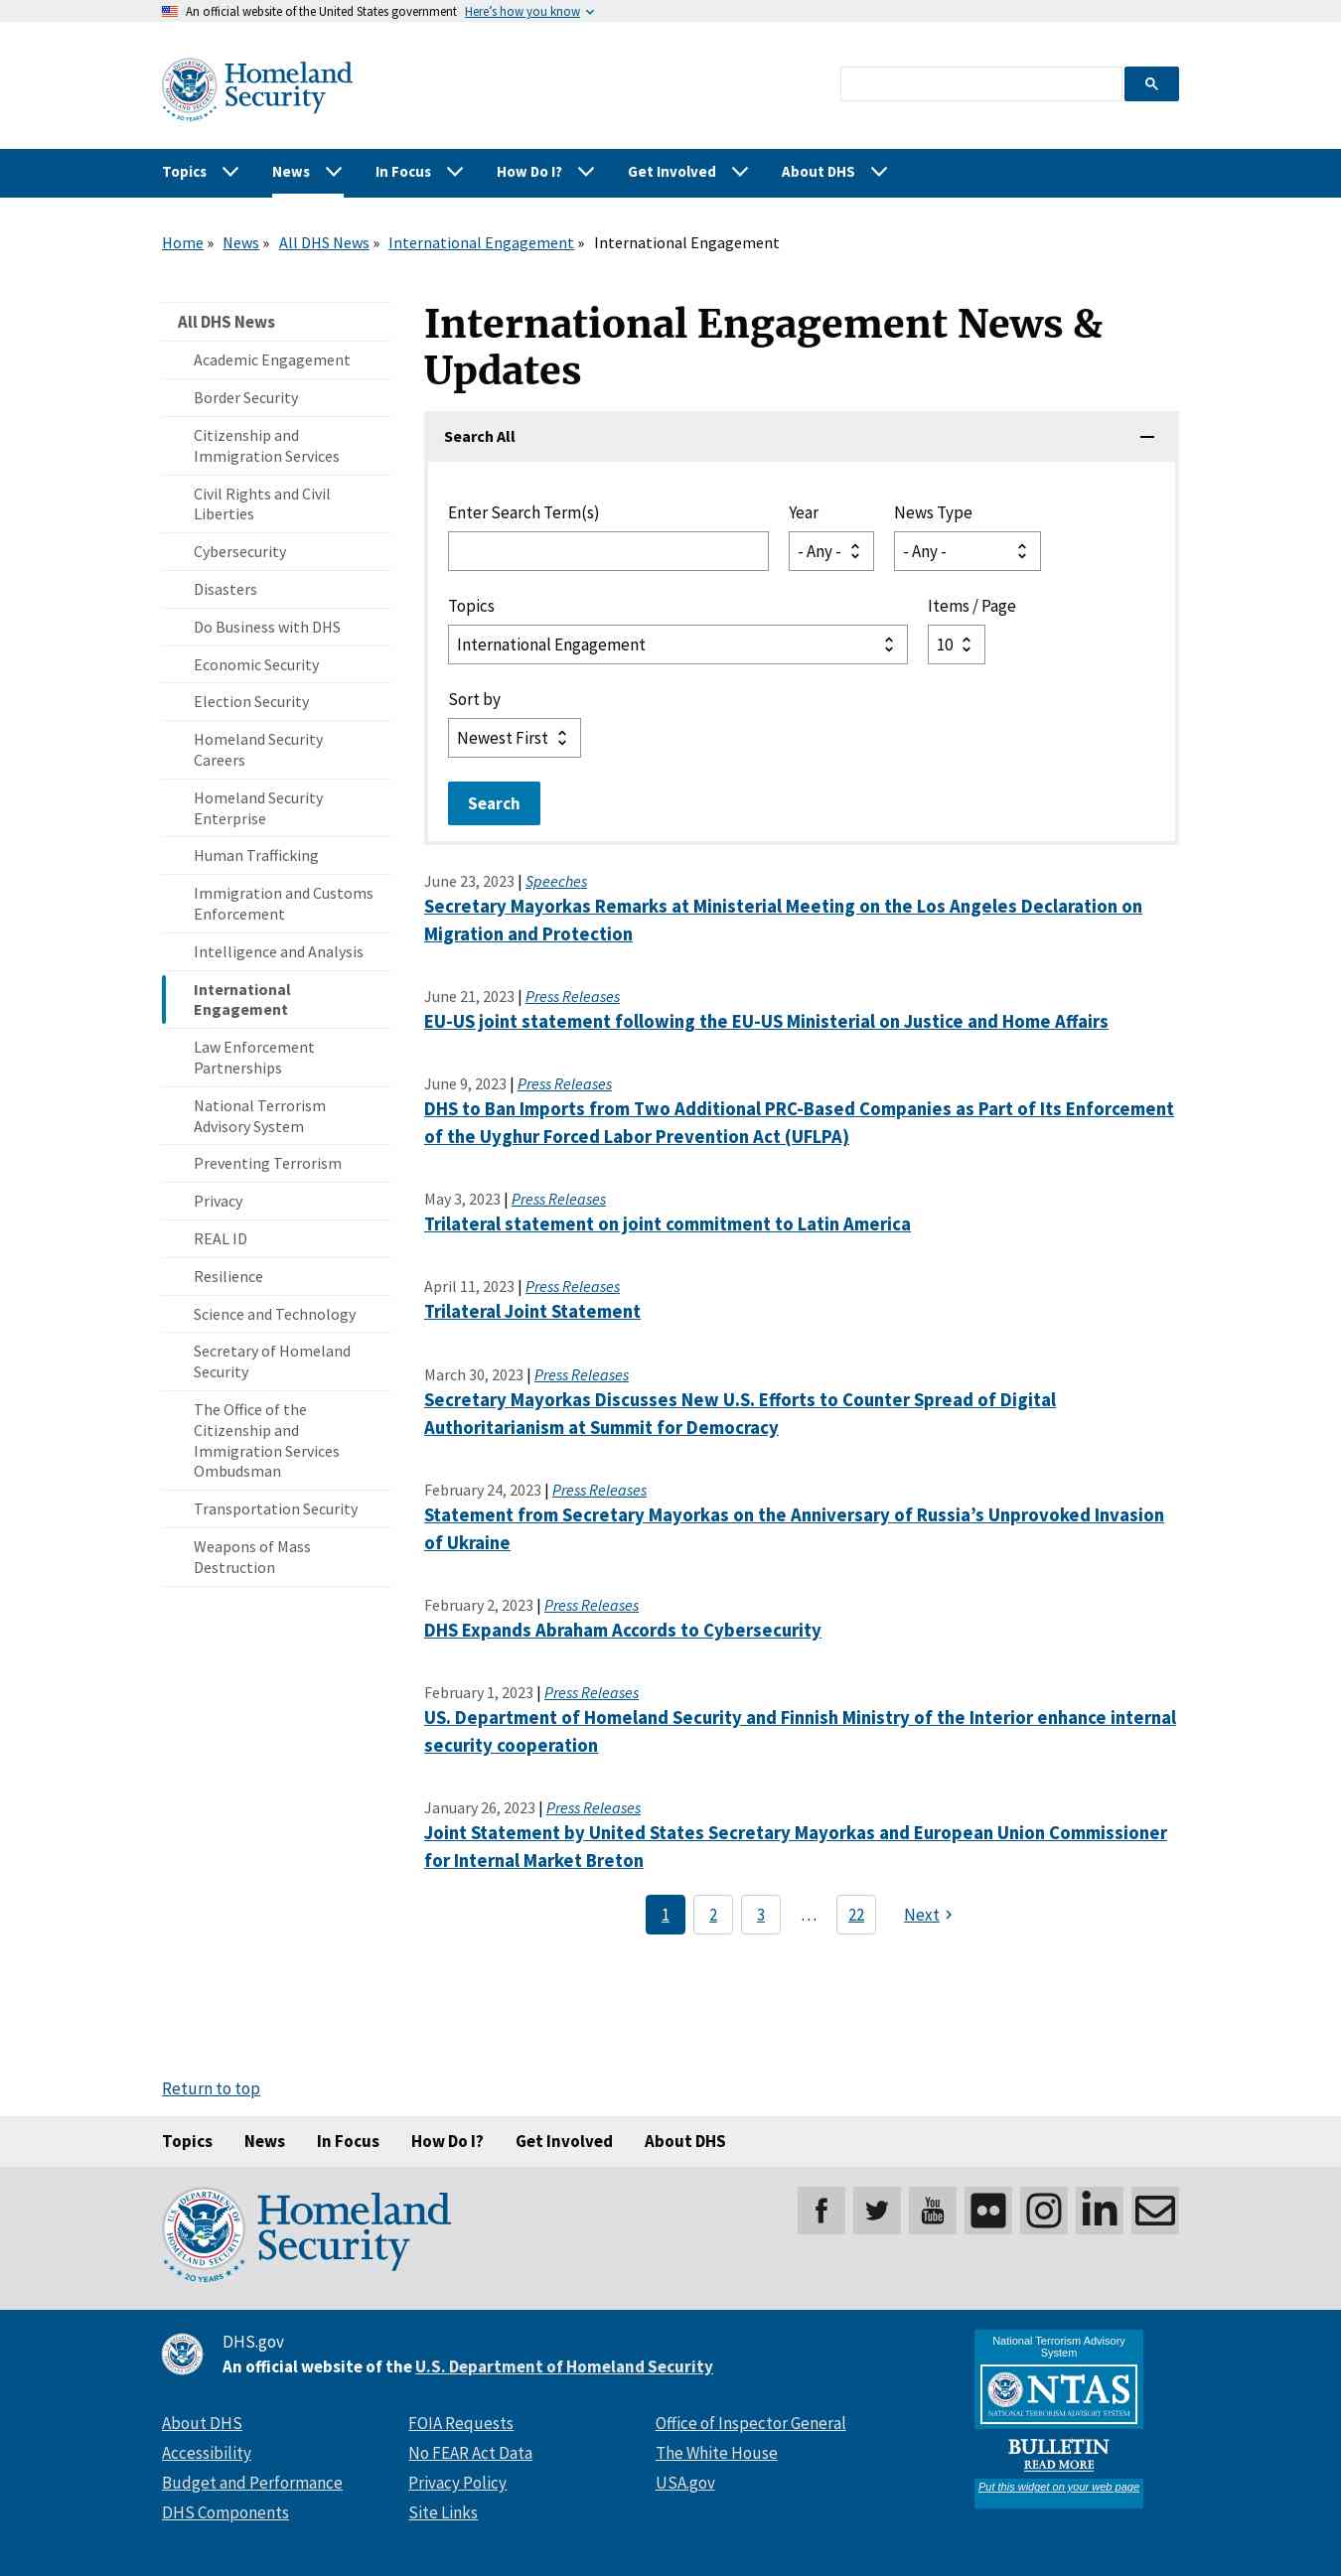 An official website of the United States government Here's how you know
Homeland
Security
Topics News In Focus How Do I? Get Involved About DHS
Home » News » All DHS News » International Engagement » International Engagement
All DHS News
Academic Engagement
Border Security
Citizenship and
Immigration Services
Civil Rights and Civil
Liberties
Cybersecurity
Disasters
Do Business with DHS
Economic Security
Election Security
Homeland Security
Careers
Homeland Security
Enterprise
Human Trafficking
Immigration and Customs
Enforcement
Intelligence and Analysis
International
Engagement
Law Enforcement
Partnerships
National Terrorism
Advisory System
Preventing Terrorism
Privacy
REAL ID
Resilience
Science and Technology
Secretary of Homeland
Security
The Office of the
Citizenship and
Immigration Services
Ombudsman
Transportation Security
Weapons of Mass
Destruction
International Engagement News &
Updates
Search All
Enter Search Term(s) Year News Type
- Any - - Any -
Topics Items / Page
International Engagement 10
Sort by
Newest First
Search
June 23, 2023 | Speeches
Secretary Mayorkas Remarks at Ministerial Meeting on the Los Angeles Declaration on
Migration and Protection
June 21, 2023 | Press Releases
EU-US joint statement following the EU-US Ministerial on Justice and Home Affairs
June 9, 2023 | Press Releases
DHS to Ban Imports from Two Additional PRC-Based Companies as Part of Its Enforcement
of the Uyghur Forced Labor Prevention Act (UFLPA)
May 3, 2023 | Press Releases
Trilateral statement on joint commitment to Latin America
April 11, 2023 | Press Releases
Trilateral Joint Statement
March 30, 2023 | Press Releases
Secretary Mayorkas Discusses New U.S. Efforts to Counter Spread of Digital
Authoritarianism at Summit for Democracy
February 24, 2023 | Press Releases
Statement from Secretary Mayorkas on the Anniversary of Russia’s Unprovoked Invasion
of Ukraine
February 2, 2023 | Press Releases
DHS Expands Abraham Accords to Cybersecurity
February 1, 2023 | Press Releases
US. Department of Homeland Security and Finnish Ministry of the Interior enhance internal
security cooperation
January 26, 2023 | Press Releases
Joint Statement by United States Secretary Mayorkas and European Union Commissioner
for Internal Market Breton
1 2 3 … 22 Next ›
Return to top
Topics News In Focus How Do I? Get Involved About DHS
U.S. DEPARTMENT OF
HOMELAND SECURITY
20 YEARS
Homeland
Security
You
Tube
in
DHS.gov
An official website of the U.S. Department of Homeland Security
About DHS FOIA Requests Office of Inspector General
Accessibility No FEAR Act Data The White House
Budget and Performance Privacy Policy USA.gov
DHS Components Site Links
National Terrorism Advisory
System
NTAS
NATIONAL TERRORISM ADVISORY SYSTEM
BULLETIN
READ MORE
Put this widget on your web page